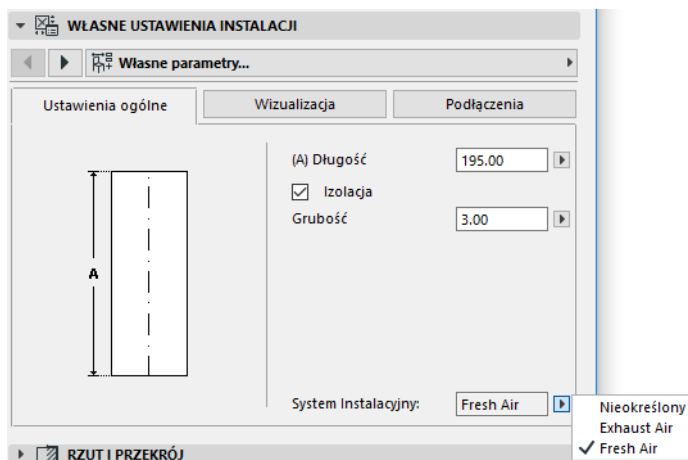 WŁASNE USTAWIENIA INSTALACJI
Własne parametry...
Ustawienia ogólne Wizualizacja Podłączenia
(A) Długość 195.00
Izolacja
Grubość 3.00
A
System Instalacyjny: Fresh Air
Nieokreślony
Exhaust Air
Fresh Air
RZUT I PRZEKRÓJ